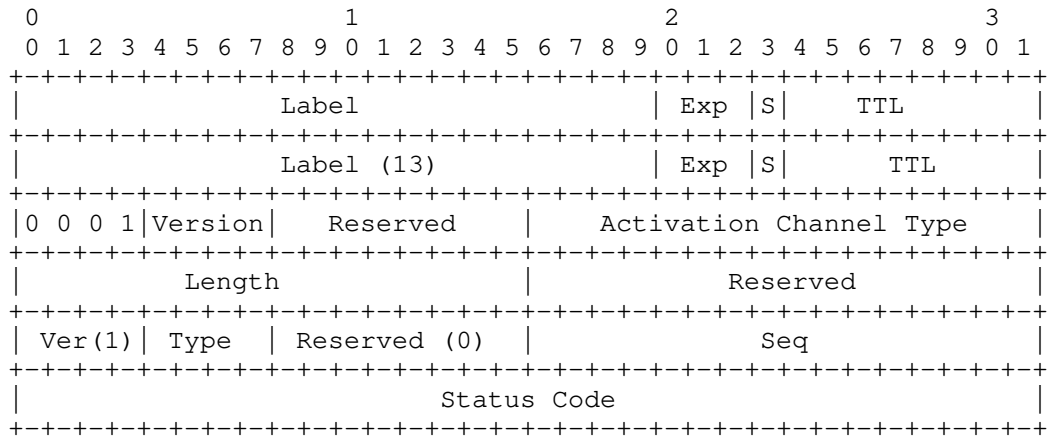 0                   1                   2                   3
 0 1 2 3 4 5 6 7 8 9 0 1 2 3 4 5 6 7 8 9 0 1 2 3 4 5 6 7 8 9 0 1
+-+-+-+-+-+-+-+-+-+-+-+-+-+-+-+-+-+-+-+-+-+-+-+-+-+-+-+-+-+-+-+-+
|               Label                   | Exp |S|    TTL        |
+-+-+-+-+-+-+-+-+-+-+-+-+-+-+-+-+-+-+-+-+-+-+-+-+-+-+-+-+-+-+-+-+
|               Label (13)              | Exp |S|      TTL      |
+-+-+-+-+-+-+-+-+-+-+-+-+-+-+-+-+-+-+-+-+-+-+-+-+-+-+-+-+-+-+-+-+
|0 0 0 1|Version|   Reserved    |    Activation Channel Type    |
+-+-+-+-+-+-+-+-+-+-+-+-+-+-+-+-+-+-+-+-+-+-+-+-+-+-+-+-+-+-+-+-+
|          Length               |            Reserved           |
+-+-+-+-+-+-+-+-+-+-+-+-+-+-+-+-+-+-+-+-+-+-+-+-+-+-+-+-+-+-+-+-+
| Ver(1)| Type  | Reserved (0)  |              Seq              |
+-+-+-+-+-+-+-+-+-+-+-+-+-+-+-+-+-+-+-+-+-+-+-+-+-+-+-+-+-+-+-+-+
|                          Status Code                          |
+-+-+-+-+-+-+-+-+-+-+-+-+-+-+-+-+-+-+-+-+-+-+-+-+-+-+-+-+-+-+-+-+